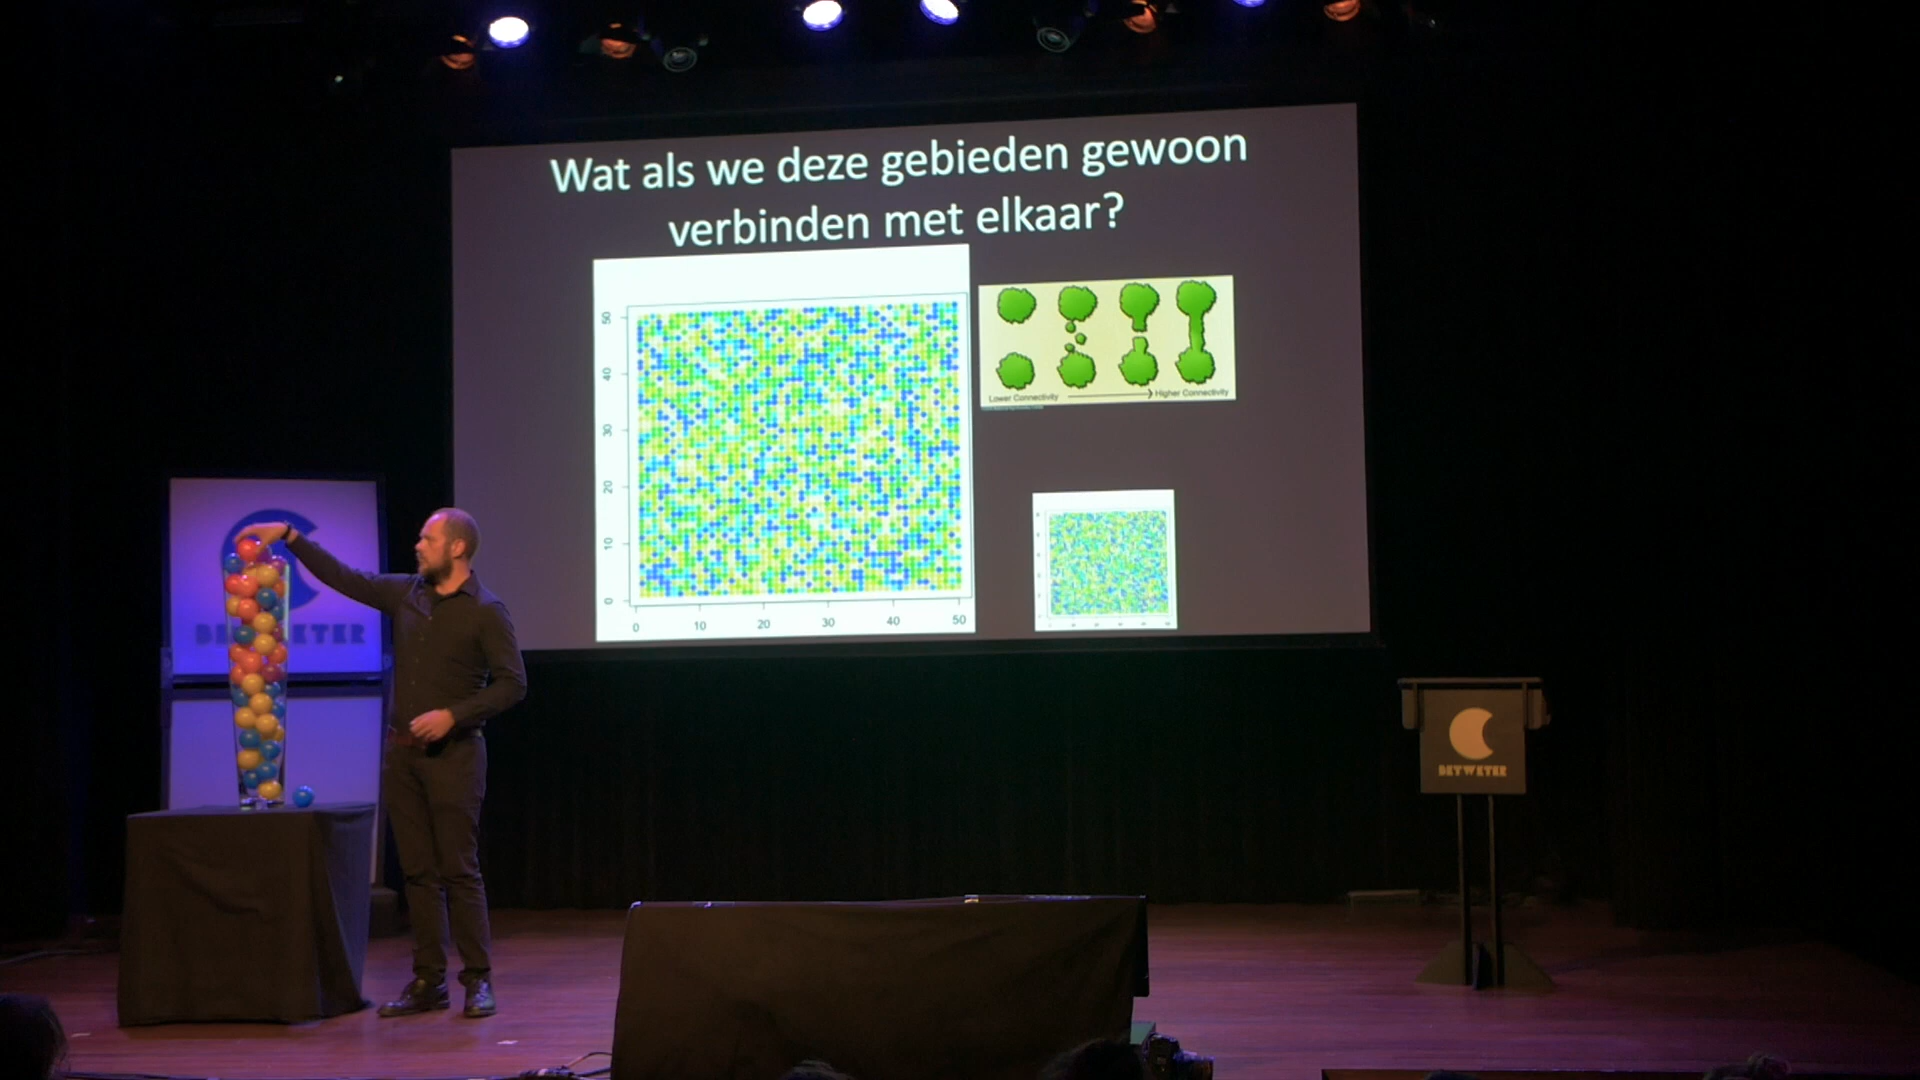 Wat als we deze gebieden gewoon
verbinden met elkaar?
50
40
30
20
10
0
0 10 20 30 40 50
Lower Connectivity Higher Connectivity
BETWETER